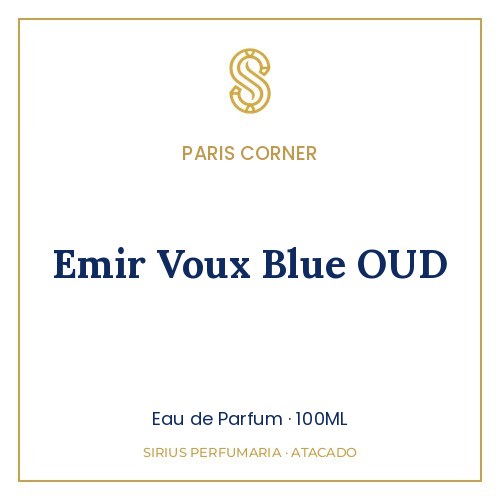 PARIS CORNER
Emir Voux Blue OUD
Eau de Parfum · 100ML
SIRIUS PERFUMARIA · ATACADO